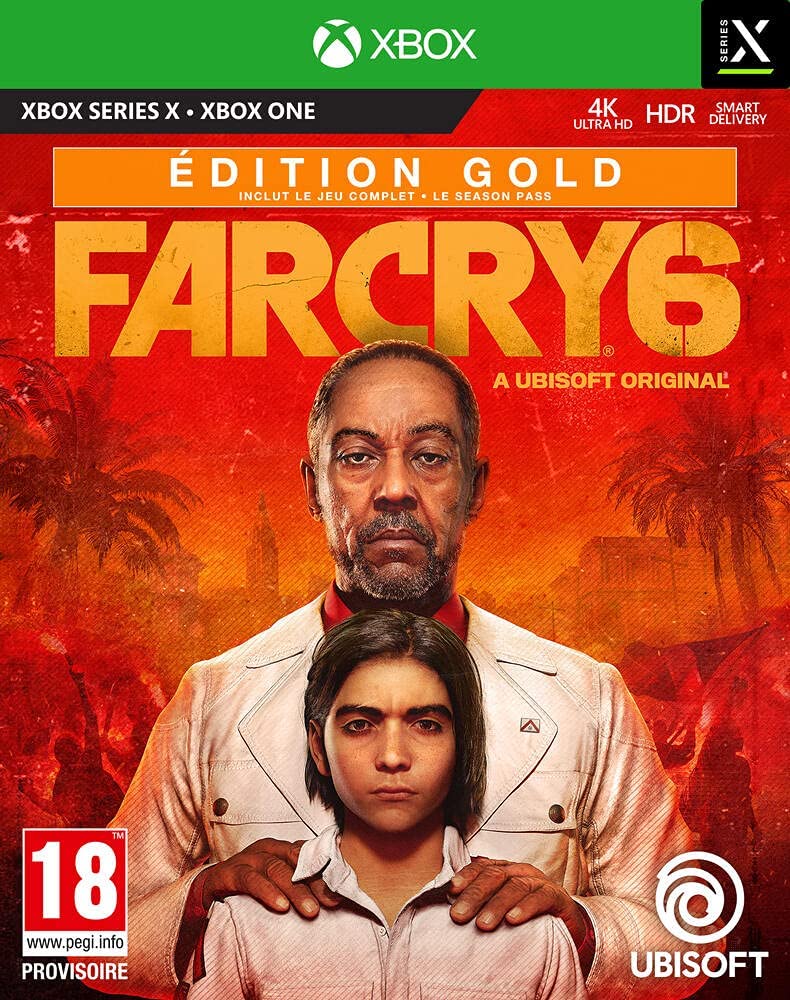 XBOX
SERIES X
XBOX SERIES X • XBOX ONE
4K
ULTRA HD
HDR
SMART
DELIVERY
ÉDITION GOLD
INCLUT LE JEU COMPLET • LE SEASON PASS
FARCRY6®
A UBISOFT ORIGINAL
18™
www.pegi.info
PROVISOIRE
UBISOFT